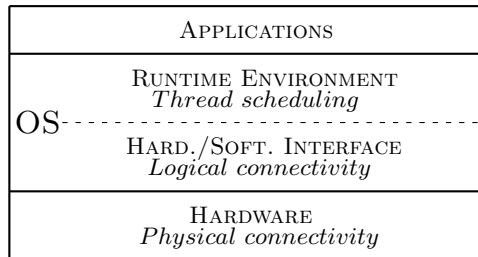 APPLICATIONS
RUNTIME ENVIRONMENT
Thread scheduling
OS
HARD./SOFT. INTERFACE
Logical connectivity
HARDWARE
Physical connectivity